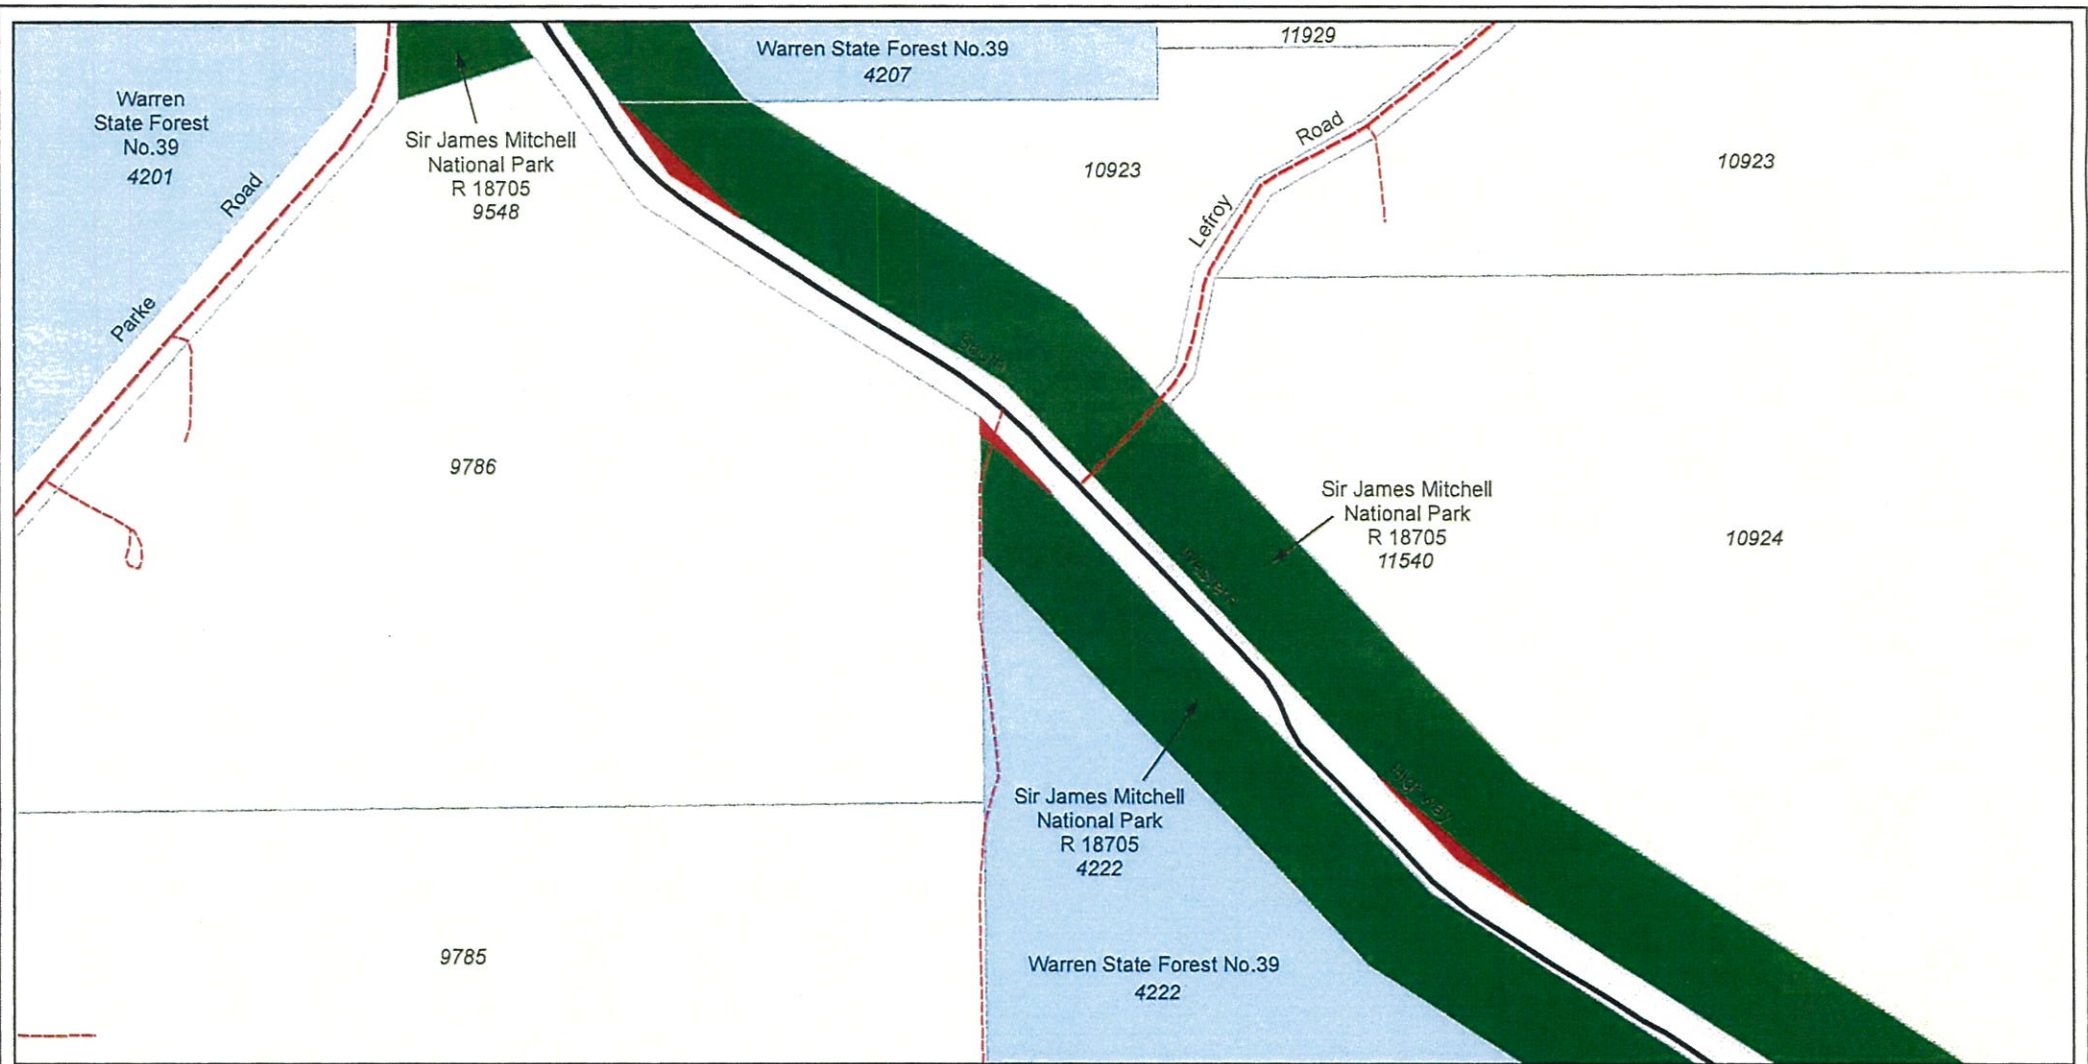 Warren State Forest No.39
4207
11929
Warren
State Forest
No.39
4201
Sir James Mitchell
National Park
R 18705
9548
Road
Parke
10923
Road
Lefroy
10923
South
9786
Sir James Mitchell
National Park
R 18705
11540
10924
Western
Highway
Sir James Mitchell
National Park
R 18705
4222
9785
Warren State Forest No.39
4222